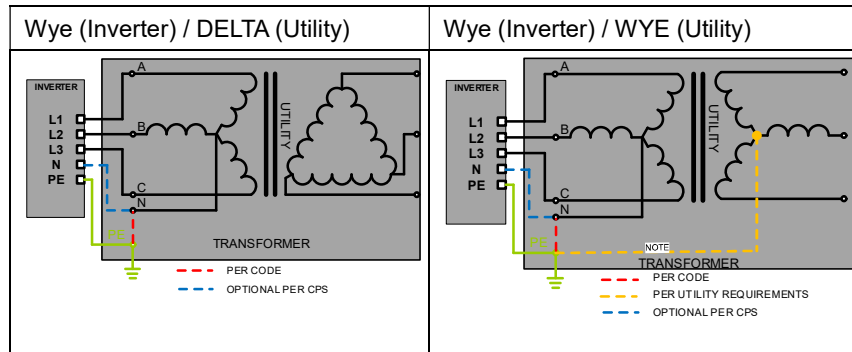 Wye (Inverter) / DELTA (Utility)
INVERTER
L1
L2
L3
N
PE
A
B
C
N
PE
UTILITY
TRANSFORMER
PER CODE
OPTIONAL PER CPS
Wye (Inverter) / WYE (Utility)
INVERTER
L1
L2
L3
N
PE
A
B
C
N
PE
UTILITY
NOTE
TRANSFORMER
PER CODE
PER UTILITY REQUIREMENTS
OPTIONAL PER CPS